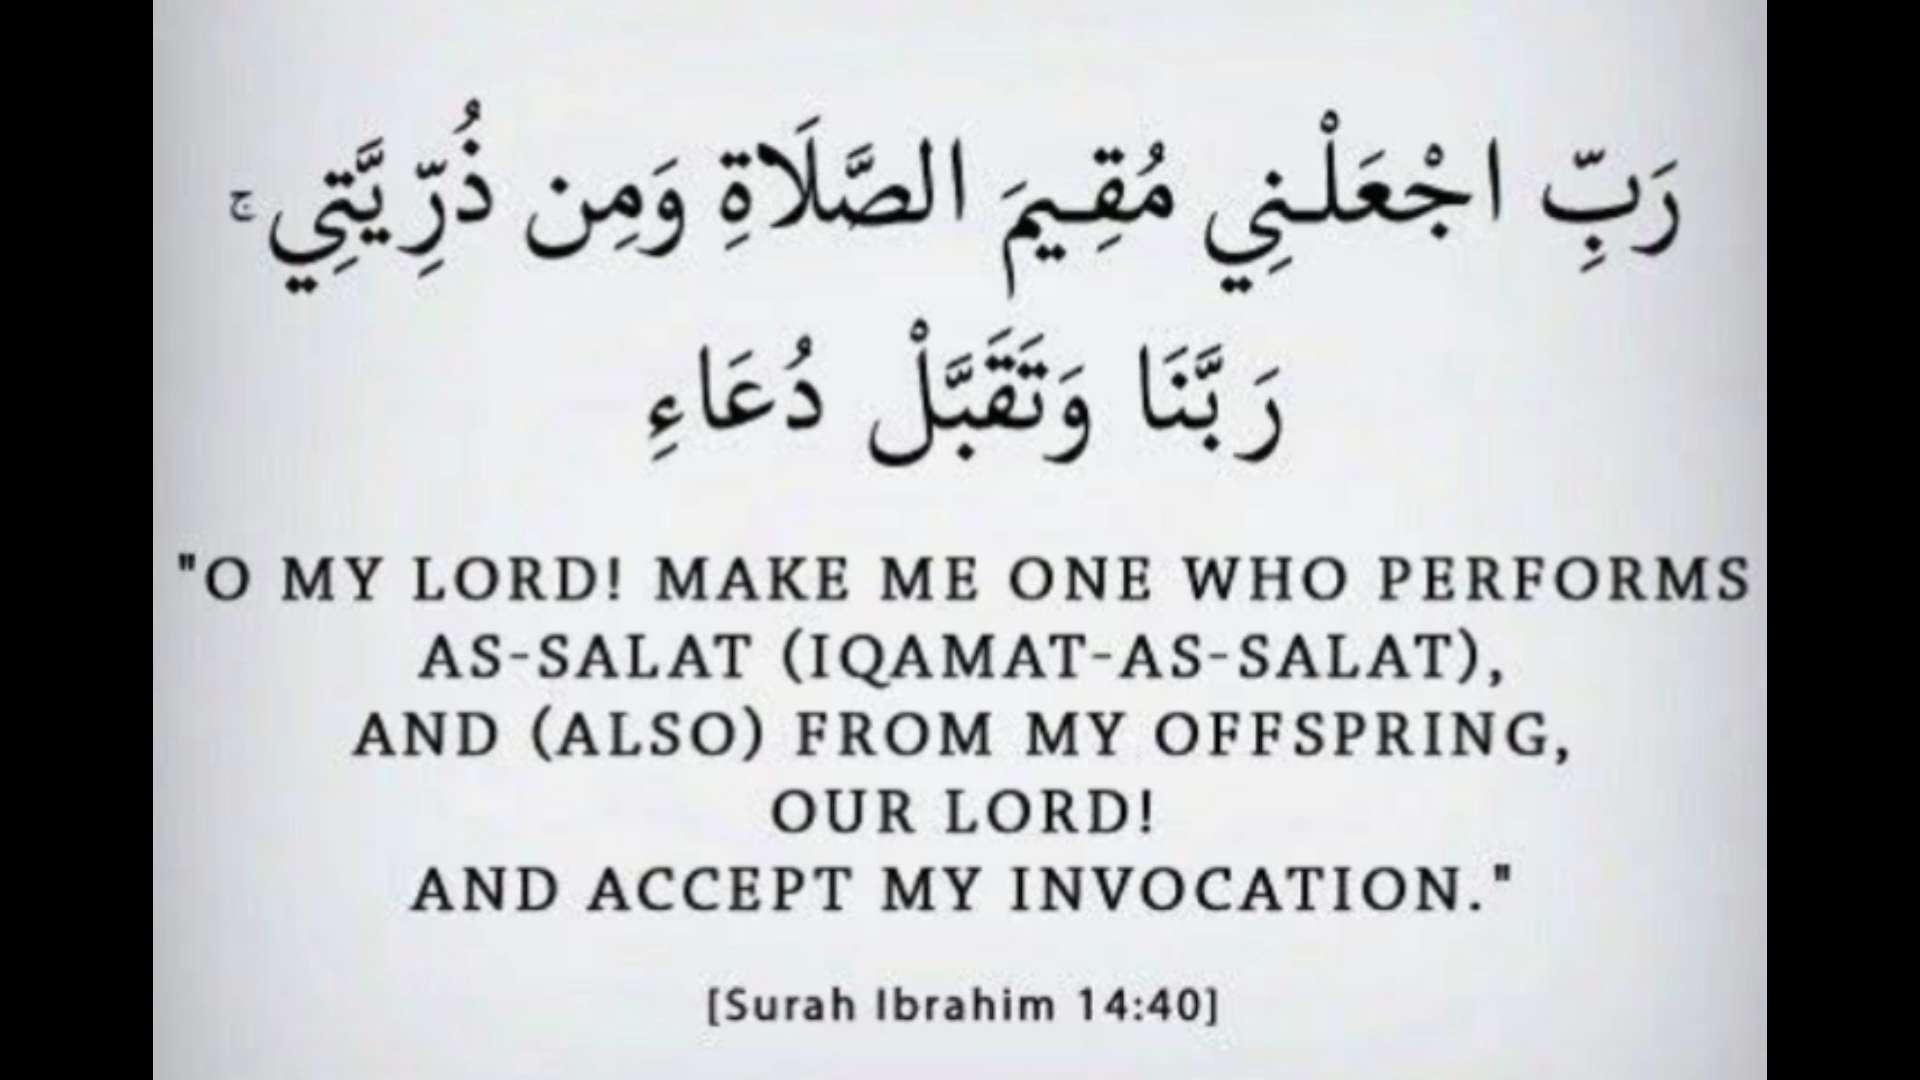 رَبِّ اجْعَلْنِي مُقِيمَ الصَّلَاةِ وَمِن ذُرِّيَّتِي ۚ
رَبَّنَا وَتَقَبَّلْ دُعَاءِ
"O MY LORD! MAKE ME ONE WHO PERFORMS
AS-SALAT (IQAMAT-AS-SALAT),
AND (ALSO) FROM MY OFFSPRING,
OUR LORD!
AND ACCEPT MY INVOCATION."
[Surah Ibrahim 14:40]